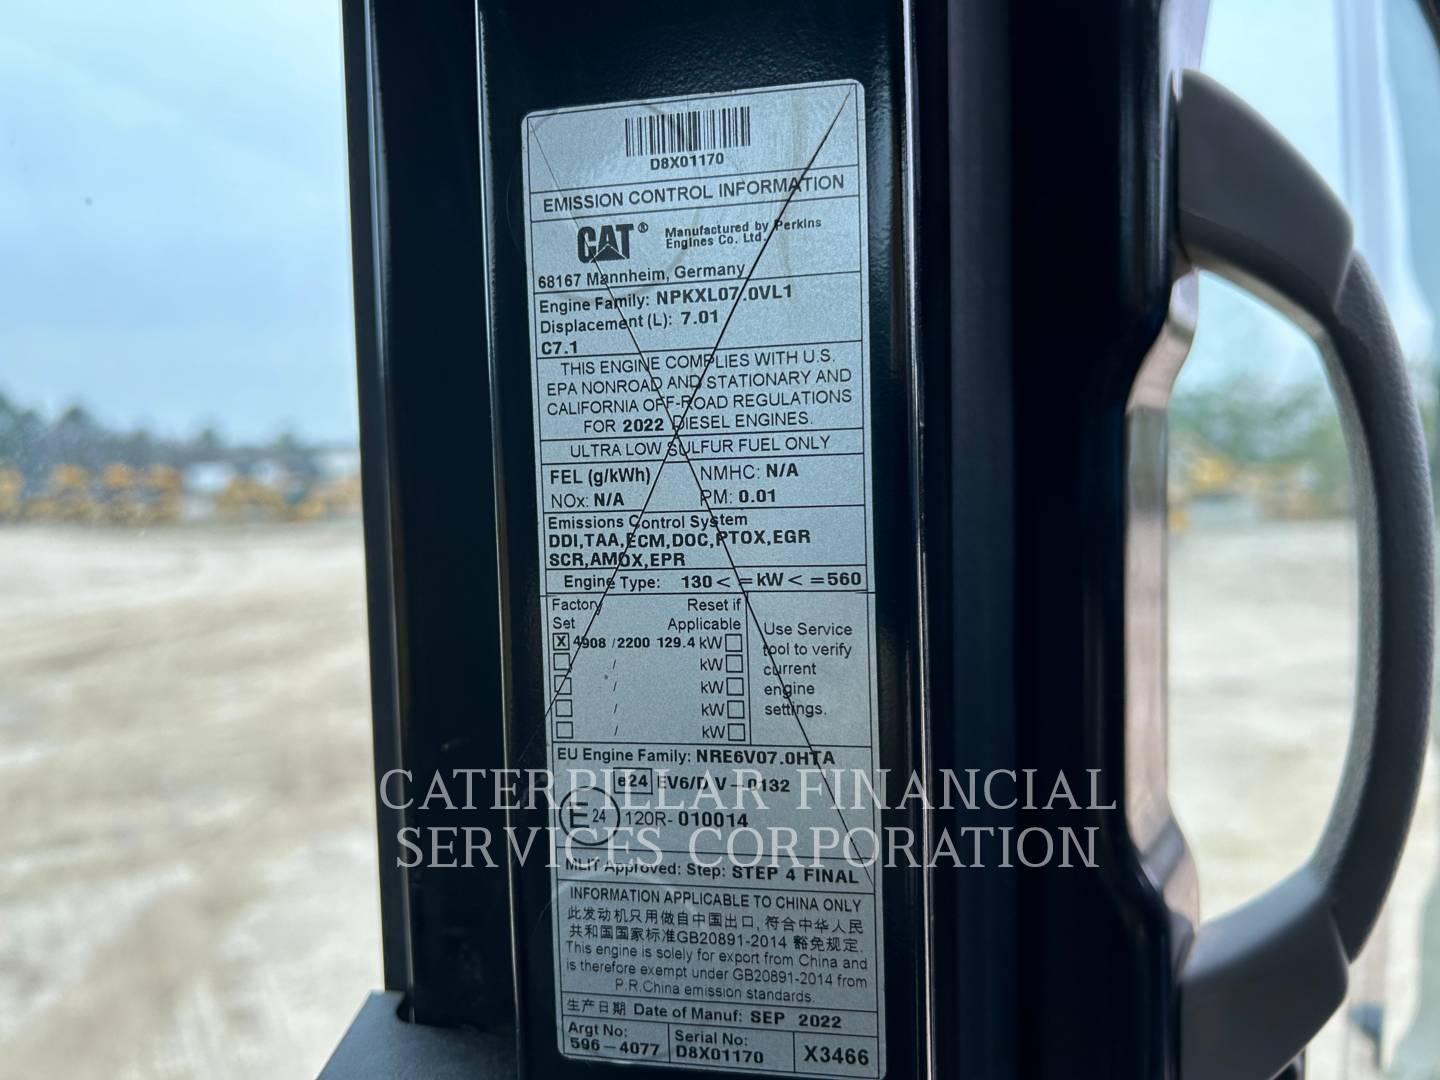 D8X01170
EMISSION CONTROL INFORMATION
CAT® Manufactured by Perkins
Engines Co. Ltd.
68167 Mannheim, Germany
Engine Family: NPKXL07.0VL1
Displacement (L): 7.01
C7.1
THIS ENGINE COMPLIES WITH U.S.
EPA NONROAD AND STATIONARY AND
CALIFORNIA OFF-ROAD REGULATIONS
FOR 2022 DIESEL ENGINES.
ULTRA LOW SULFUR FUEL ONLY
FEL (g/kWh) NMHC: N/A
NOx: N/A PM: 0.01
Emissions Control System
DDI,TAA,ECM,DOC,PTOX,EGR
SCR,AMOX,EPR
Engine Type: 130 < =kW < =560
Factory Reset if
Set Applicable
X 4908 /2200 129.4 kW
/ kW
/ kW
/ kW
/ kW
Use Service
tool to verify
current
engine
settings.
EU Engine Family: NRE6V07.0HTA
e24 EV6/D V-0132
E 24 120R-010014
MLIT Approved: Step: STEP 4 FINAL
INFORMATION APPLICABLE TO CHINA ONLY
此发动机只用做自中国出口, 符合中华人民
共和国国家标准GB20891-2014 豁免规定.
This engine is solely for export from China and
is therefore exempt under GB20891-2014 from
P.R.China emission standards.
生产日期 Date of Manuf: SEP 2022
Argt No:
596-4077
Serial No:
D8X01170
X3466
CATERPILLAR FINANCIAL
SERVICES CORPORATION